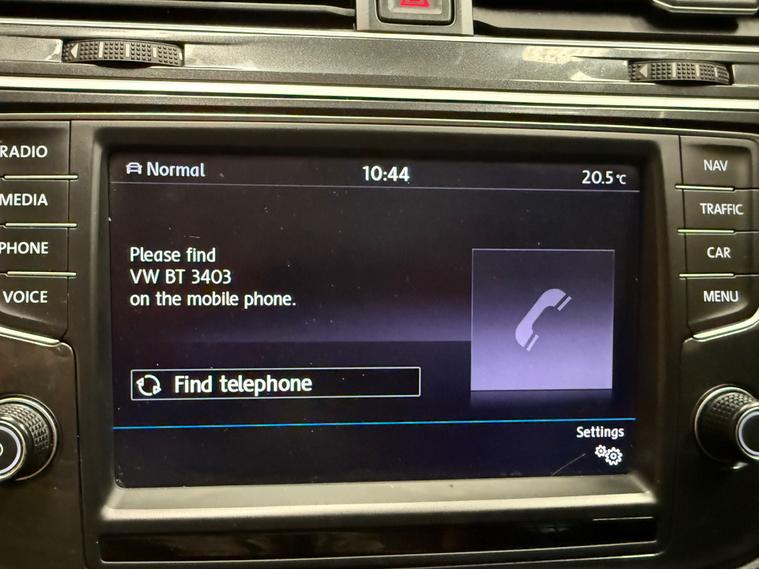 RADIO
MEDIA
PHONE
VOICE
Normal
10:44
20.5 °C
Please find
VW BT 3403
on the mobile phone.
Find telephone
Settings
NAV
TRAFFIC
CAR
MENU